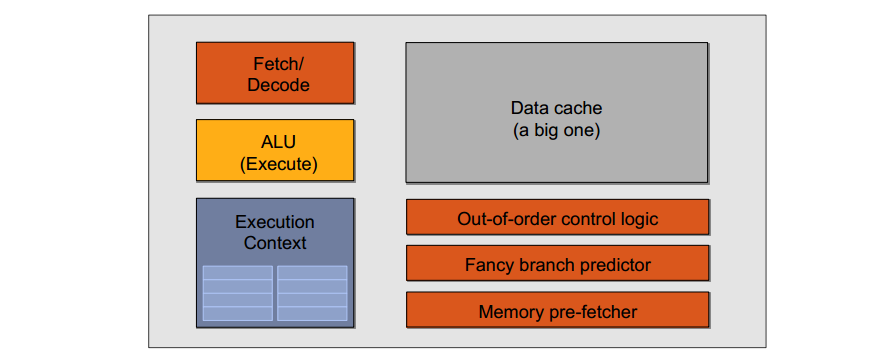 Fetch/
Decode
ALU
(Execute)
Execution
Context
Data cache
(a big one)
Out-of-order control logic
Fancy branch predictor
Memory pre-fetcher